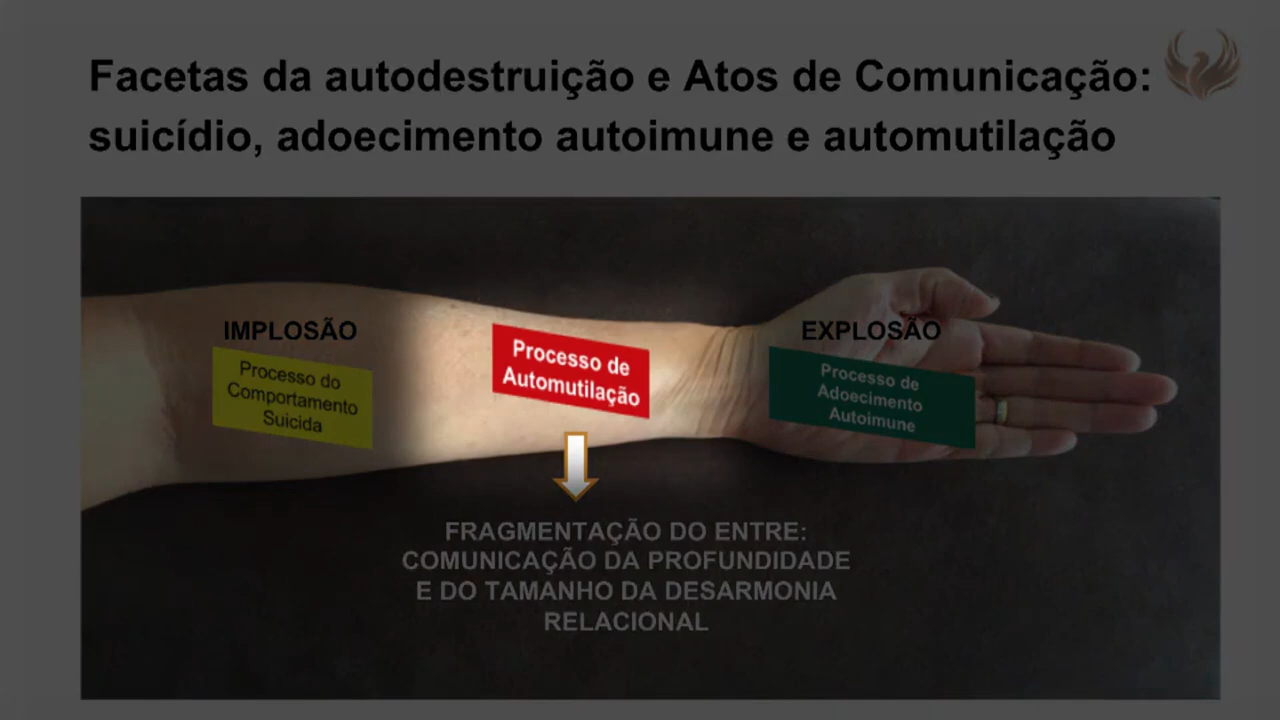 Facetas da autodestruição e Atos de Comunicação:
suicídio, adoecimento autoimune e automutilação
IMPLOSÃO
Processo do
Comportamento
Suicida
Processo de
Automutilação
EXPLOSÃO
Processo de
Adoecimento
Autoimune
FRAGMENTAÇÃO DO ENTRE:
COMUNICAÇÃO DA PROFUNDIDADE
E DO TAMANHO DA DESARMONIA
RELACIONAL